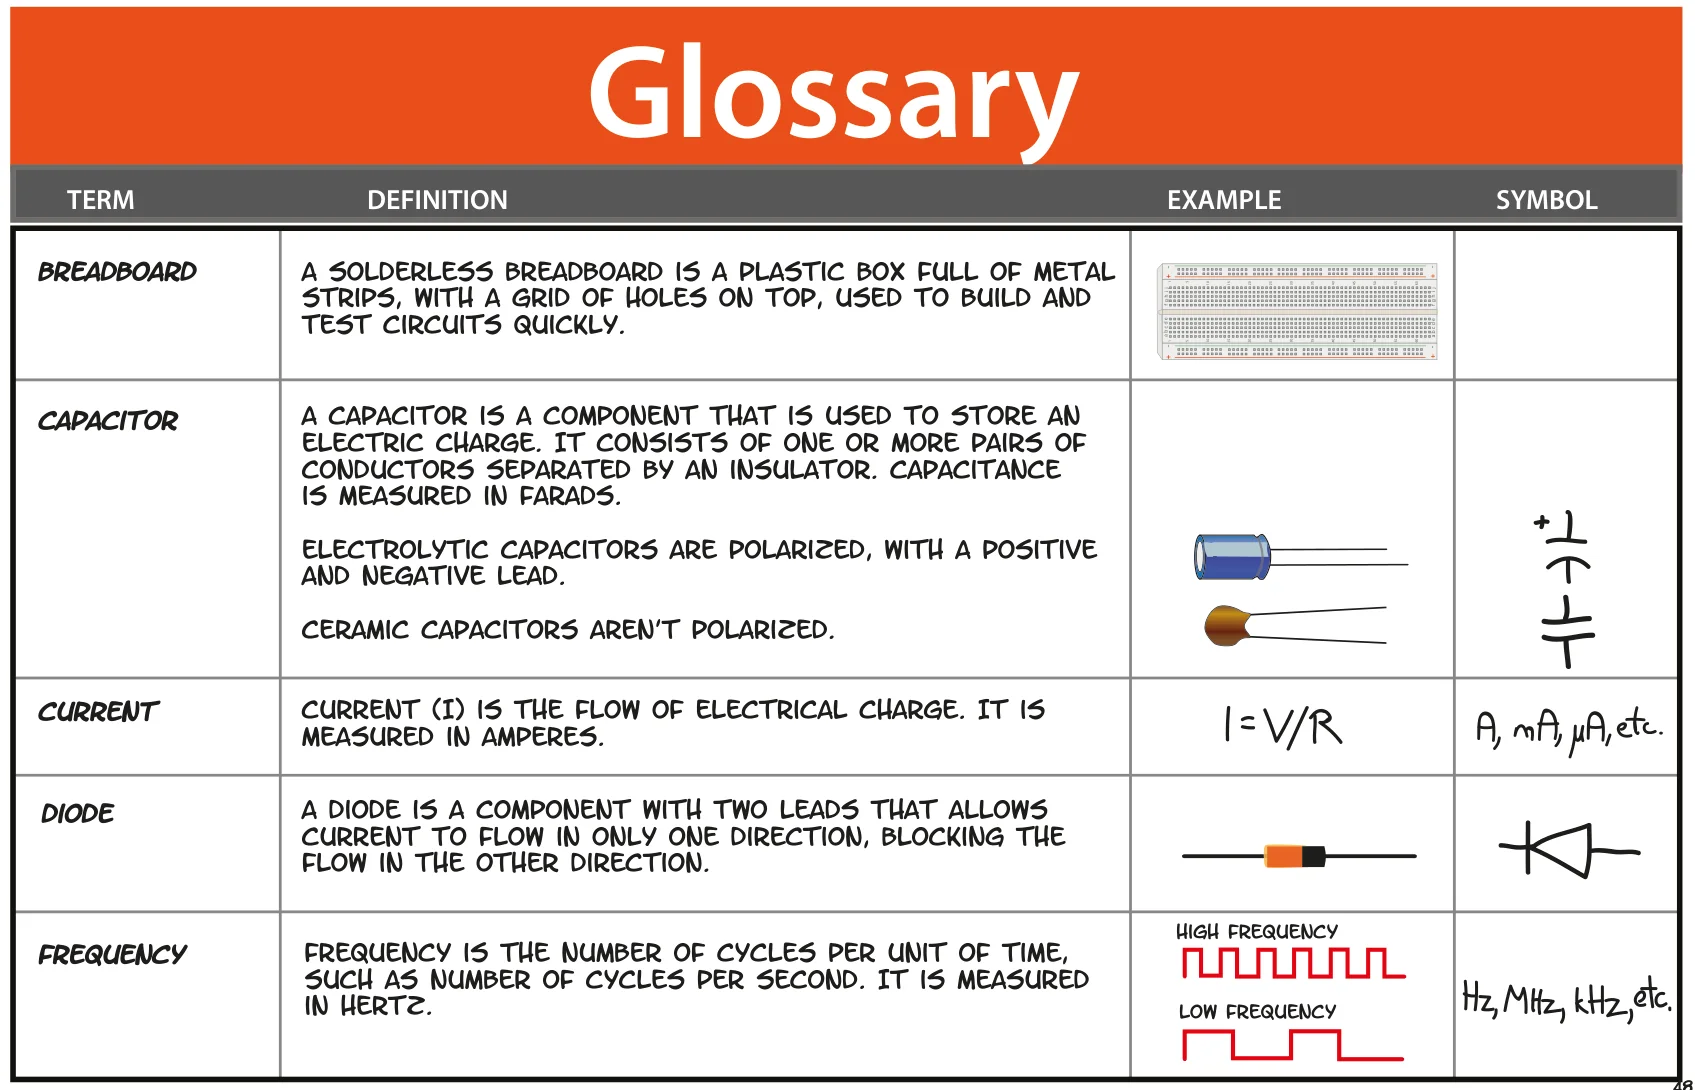 Glossary
TERM DEFINITION EXAMPLE SYMBOL
BREADBOARD
A SOLDERLESS BREADBOARD IS A PLASTIC BOX FULL OF METAL
STRIPS, WITH A GRID OF HOLES ON TOP, USED TO BUILD AND
TEST CIRCUITS QUICKLY.
CAPACITOR
A CAPACITOR IS A COMPONENT THAT IS USED TO STORE AN
ELECTRIC CHARGE. IT CONSISTS OF ONE OR MORE PAIRS OF
CONDUCTORS SEPARATED BY AN INSULATOR. CAPACITANCE
IS MEASURED IN FARADS.
ELECTROLYTIC CAPACITORS ARE POLARIZED, WITH A POSITIVE
AND NEGATIVE LEAD.
CERAMIC CAPACITORS AREN'T POLARIZED.
+
CURRENT
CURRENT (I) IS THE FLOW OF ELECTRICAL CHARGE. IT IS
MEASURED IN AMPERES.
I=V/R
A, mA, µA, etc.
DIODE
A DIODE IS A COMPONENT WITH TWO LEADS THAT ALLOWS
CURRENT TO FLOW IN ONLY ONE DIRECTION, BLOCKING THE
FLOW IN THE OTHER DIRECTION.
FREQUENCY
FREQUENCY IS THE NUMBER OF CYCLES PER UNIT OF TIME,
SUCH AS NUMBER OF CYCLES PER SECOND. IT IS MEASURED
IN HERTZ.
HIGH FREQUENCY
LOW FREQUENCY
Hz, MHz, kHz, etc.